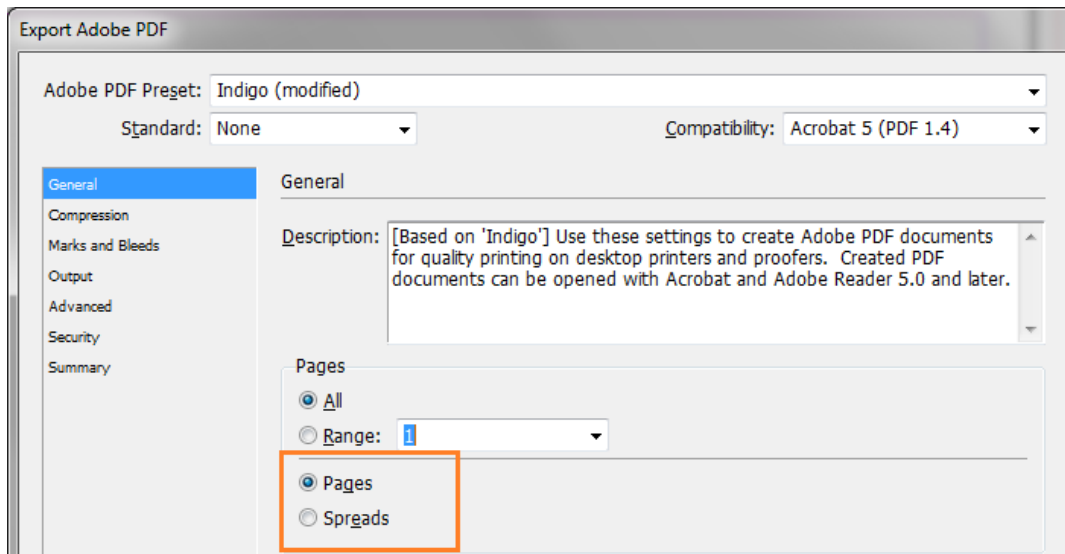 Export Adobe PDF
Adobe PDF Preset: Indigo (modified)
Standard: None Compatibility: Acrobat 5 (PDF 1.4)
General
Compression
Marks and Bleeds
Output
Advanced
Security
Summary
General
Description: [Based on 'Indigo'] Use these settings to create Adobe PDF documents
for quality printing on desktop printers and proofers.  Created PDF
documents can be opened with Acrobat and Adobe Reader 5.0 and later.
Pages
All
Range: 1
Pages
Spreads